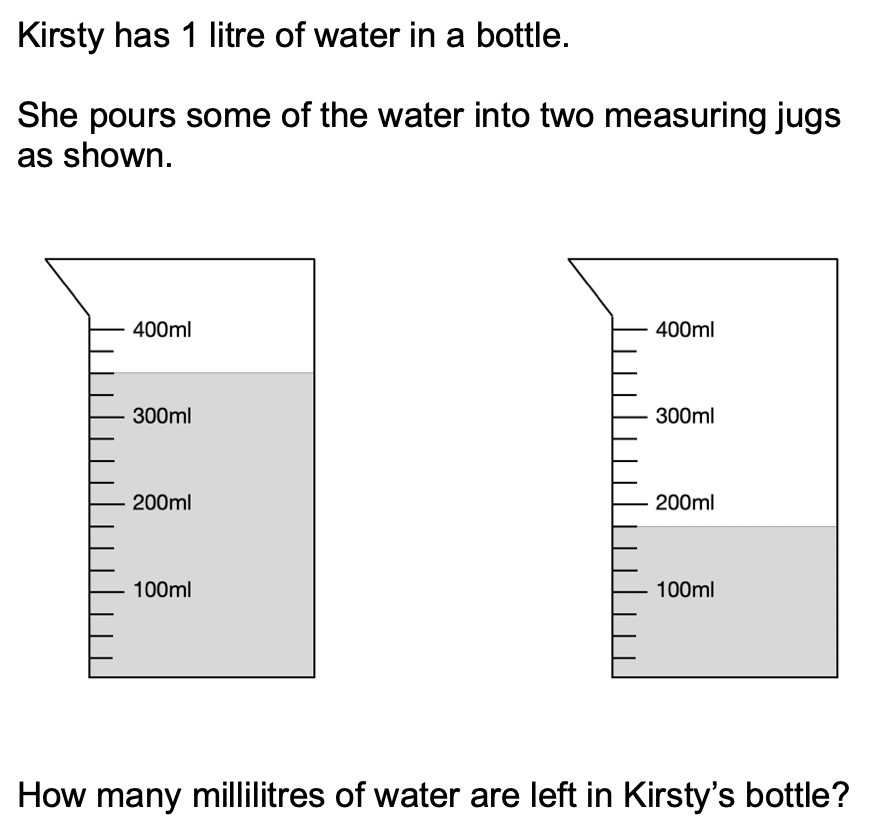 Kirsty has 1 litre of water in a bottle.
She pours some of the water into two measuring jugs
as shown.
400ml
300ml
200ml
100ml
400ml
300ml
200ml
100ml
How many millilitres of water are left in Kirsty’s bottle?